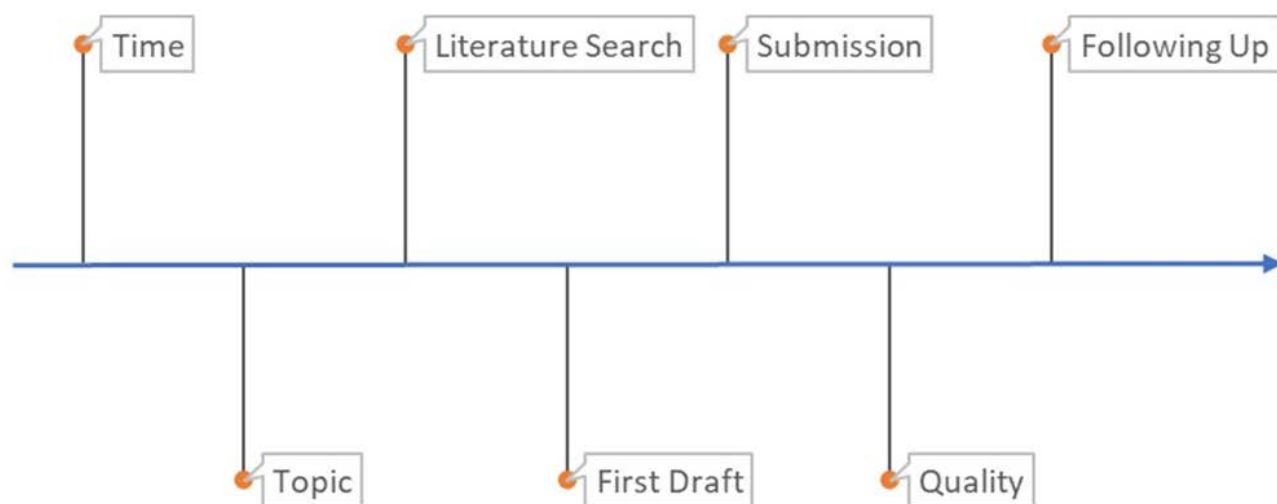 Time
Literature Search
Submission
Following Up
Topic
First Draft
Quality